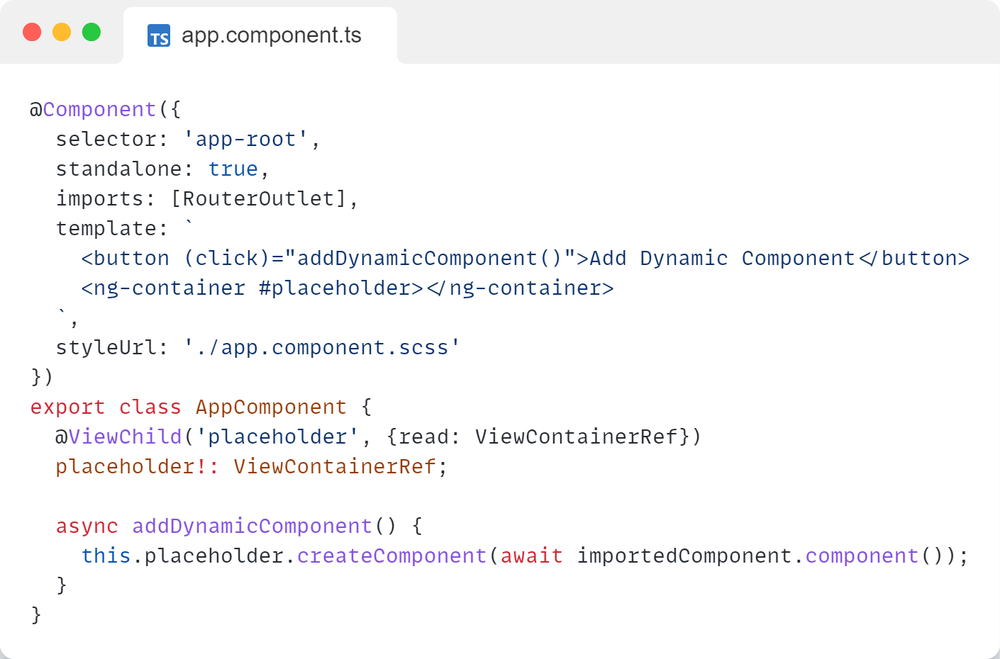 TS app.component.ts
@Component({
  selector: 'app-root',
  standalone: true,
  imports: [RouterOutlet],
  template: `
    <button (click)="addDynamicComponent()">Add Dynamic Component</button>
    <ng-container #placeholder></ng-container>
  `,
  styleUrl: './app.component.scss'
})
export class AppComponent {
  @ViewChild('placeholder', {read: ViewContainerRef})
  placeholder!: ViewContainerRef;

  async addDynamicComponent() {
    this.placeholder.createComponent(await importedComponent.component());
  }
}